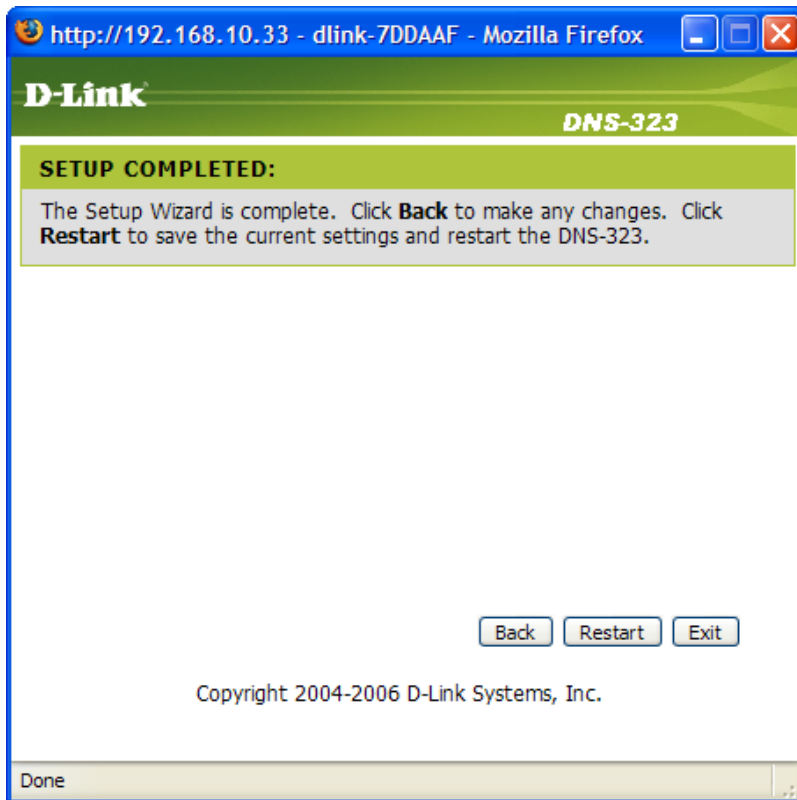 http://192.168.10.33 - dlink-7DDAAF - Mozilla Firefox
D-Link
DNS-323
SETUP COMPLETED:
The Setup Wizard is complete. Click Back to make any changes. Click
Restart to save the current settings and restart the DNS-323.
Back Restart Exit
Copyright 2004-2006 D-Link Systems, Inc.
Done